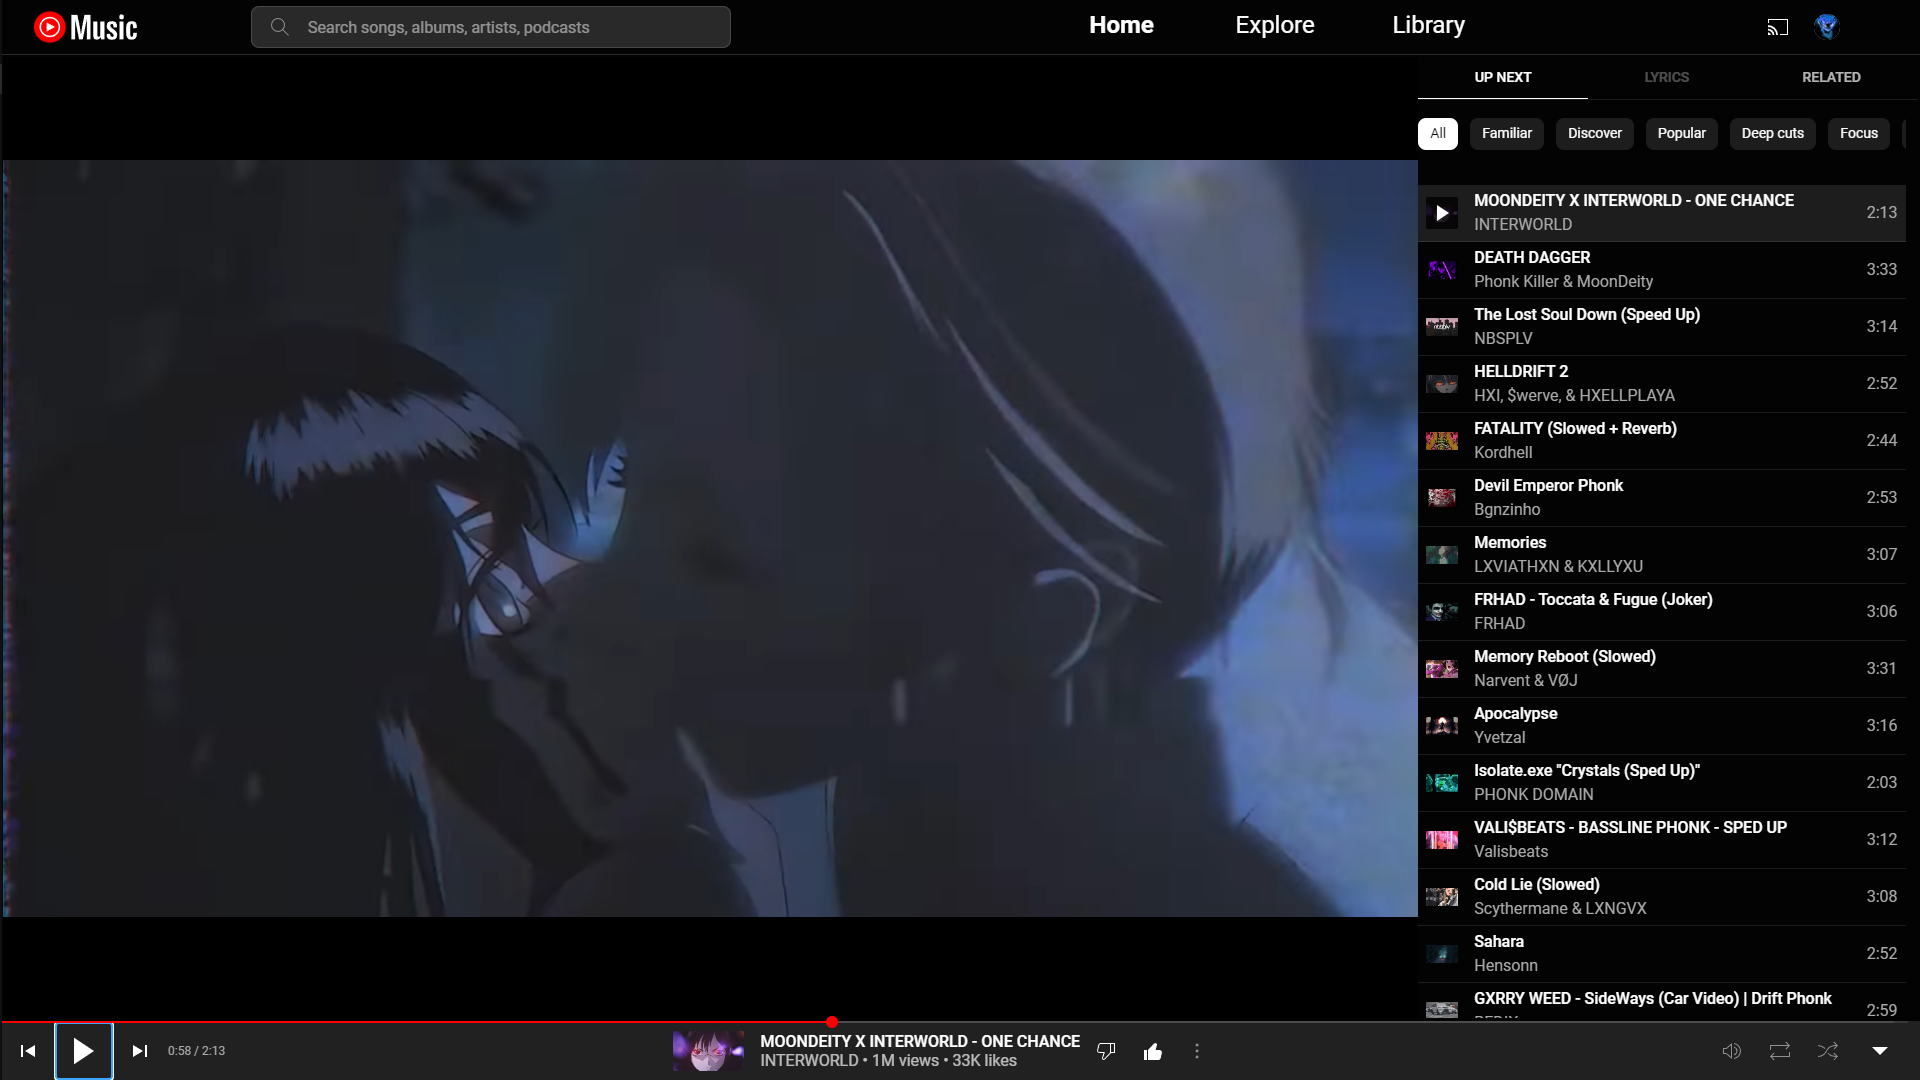 Music
Search songs, albums, artists, podcasts
Home
Explore
Library
UP NEXT
LYRICS
RELATED
All
Familiar
Discover
Popular
Deep cuts
Focus
MOONDEITY X INTERWORLD - ONE CHANCE
INTERWORLD
2:13
DEATH DAGGER
Phonk Killer & MoonDeity
3:33
The Lost Soul Down (Speed Up)
NBSPLV
3:14
HELLDRIFT 2
HXI, $werve, & HXELLPLAYA
2:52
FATALITY (Slowed + Reverb)
Kordhell
2:44
Devil Emperor Phonk
Bgnzinho
2:53
Memories
LXVIATHXN & KXLLYXU
3:07
FRHAD - Toccata & Fugue (Joker)
FRHAD
3:06
Memory Reboot (Slowed)
Narvent & VØJ
3:31
Apocalypse
Yvetzal
3:16
Isolate.exe "Crystals (Sped Up)"
PHONK DOMAIN
2:03
VALI$BEATS - BASSLINE PHONK - SPED UP
Valisbeats
3:12
Cold Lie (Slowed)
Scythermane & LXNGVX
3:08
Sahara
Hensonn
2:52
GXRRY WEED - SideWays (Car Video) | Drift Phonk
2:59
0:58 / 2:13
MOONDEITY X INTERWORLD - ONE CHANCE
INTERWORLD • 1M views • 33K likes